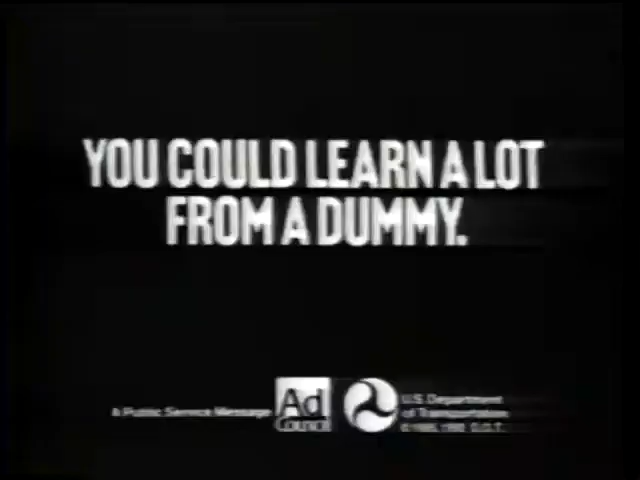 YOU COULD LEARN A LOT
FROM A DUMMY.
A Public Service Message
Ad
Council
U.S. Department
of Transportation
D.O.T.